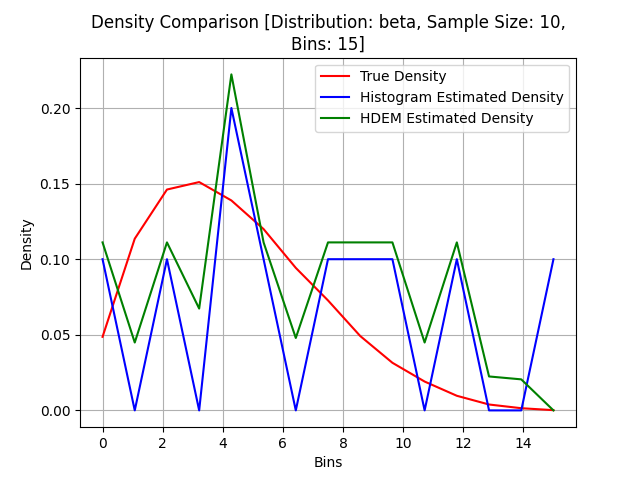 Density Comparison [Distribution: beta, Sample Size: 10,
Bins: 15]
True Density
Histogram Estimated Density
HDEM Estimated Density
Density
0.20
0.15
0.10
0.05
0.00
0 2 4 6 8 10 12 14
Bins